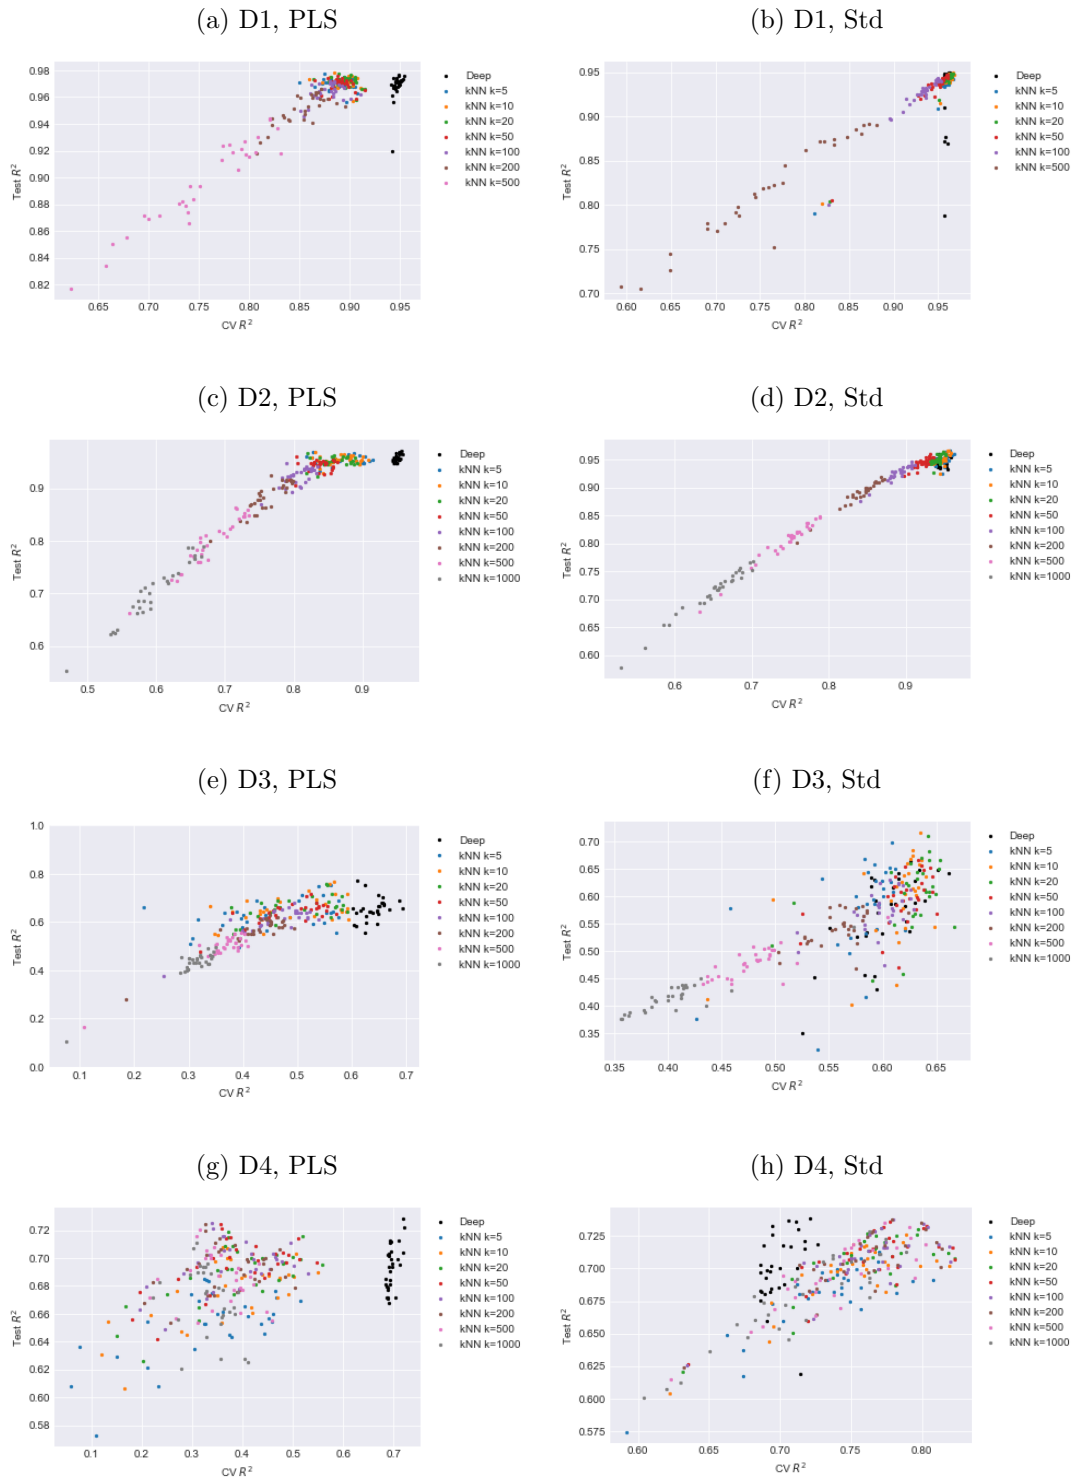 (a) D1, PLS
0.98
0.96
0.94
0.92
0.90
0.88
0.86
0.84
0.82
Test R²
0.65 0.70 0.75 0.80 0.85 0.90 0.95
CV R²
Deep
kNN k=5
kNN k=10
kNN k=20
kNN k=50
kNN k=100
kNN k=200
kNN k=500
(b) D1, Std
0.95
0.90
0.85
0.80
0.75
0.70
Test R²
0.60 0.65 0.70 0.75 0.80 0.85 0.90 0.95
CV R²
Deep
kNN k=5
kNN k=10
kNN k=20
kNN k=50
kNN k=100
kNN k=500
(c) D2, PLS
0.9
0.8
0.7
0.6
Test R²
0.5 0.6 0.7 0.8 0.9
CV R²
Deep
kNN k=5
kNN k=10
kNN k=20
kNN k=50
kNN k=100
kNN k=200
kNN k=500
kNN k=1000
(d) D2, Std
0.95
0.90
0.85
0.80
0.75
0.70
0.65
0.60
Test R²
0.6 0.7 0.8 0.9
CV R²
Deep
kNN k=5
kNN k=10
kNN k=20
kNN k=50
kNN k=100
kNN k=200
kNN k=500
kNN k=1000
(e) D3, PLS
1.0
0.8
0.6
0.4
0.2
0.0
Test R²
0.1 0.2 0.3 0.4 0.5 0.6 0.7
CV R²
Deep
kNN k=5
kNN k=10
kNN k=20
kNN k=50
kNN k=100
kNN k=200
kNN k=500
kNN k=1000
(f) D3, Std
0.70
0.65
0.60
0.55
0.50
0.45
0.40
0.35
Test R²
0.35 0.40 0.45 0.50 0.55 0.60 0.65
CV R²
Deep
kNN k=5
kNN k=10
kNN k=20
kNN k=50
kNN k=100
kNN k=200
kNN k=500
kNN k=1000
(g) D4, PLS
0.72
0.70
0.68
0.66
0.64
0.62
0.60
0.58
Test R²
0.1 0.2 0.3 0.4 0.5 0.6 0.7
CV R²
Deep
kNN k=5
kNN k=10
kNN k=20
kNN k=50
kNN k=100
kNN k=200
kNN k=500
kNN k=1000
(h) D4, Std
0.725
0.700
0.675
0.650
0.625
0.600
0.575
Test R²
0.60 0.65 0.70 0.75 0.80
CV R²
Deep
kNN k=5
kNN k=10
kNN k=20
kNN k=50
kNN k=100
kNN k=200
kNN k=500
kNN k=1000